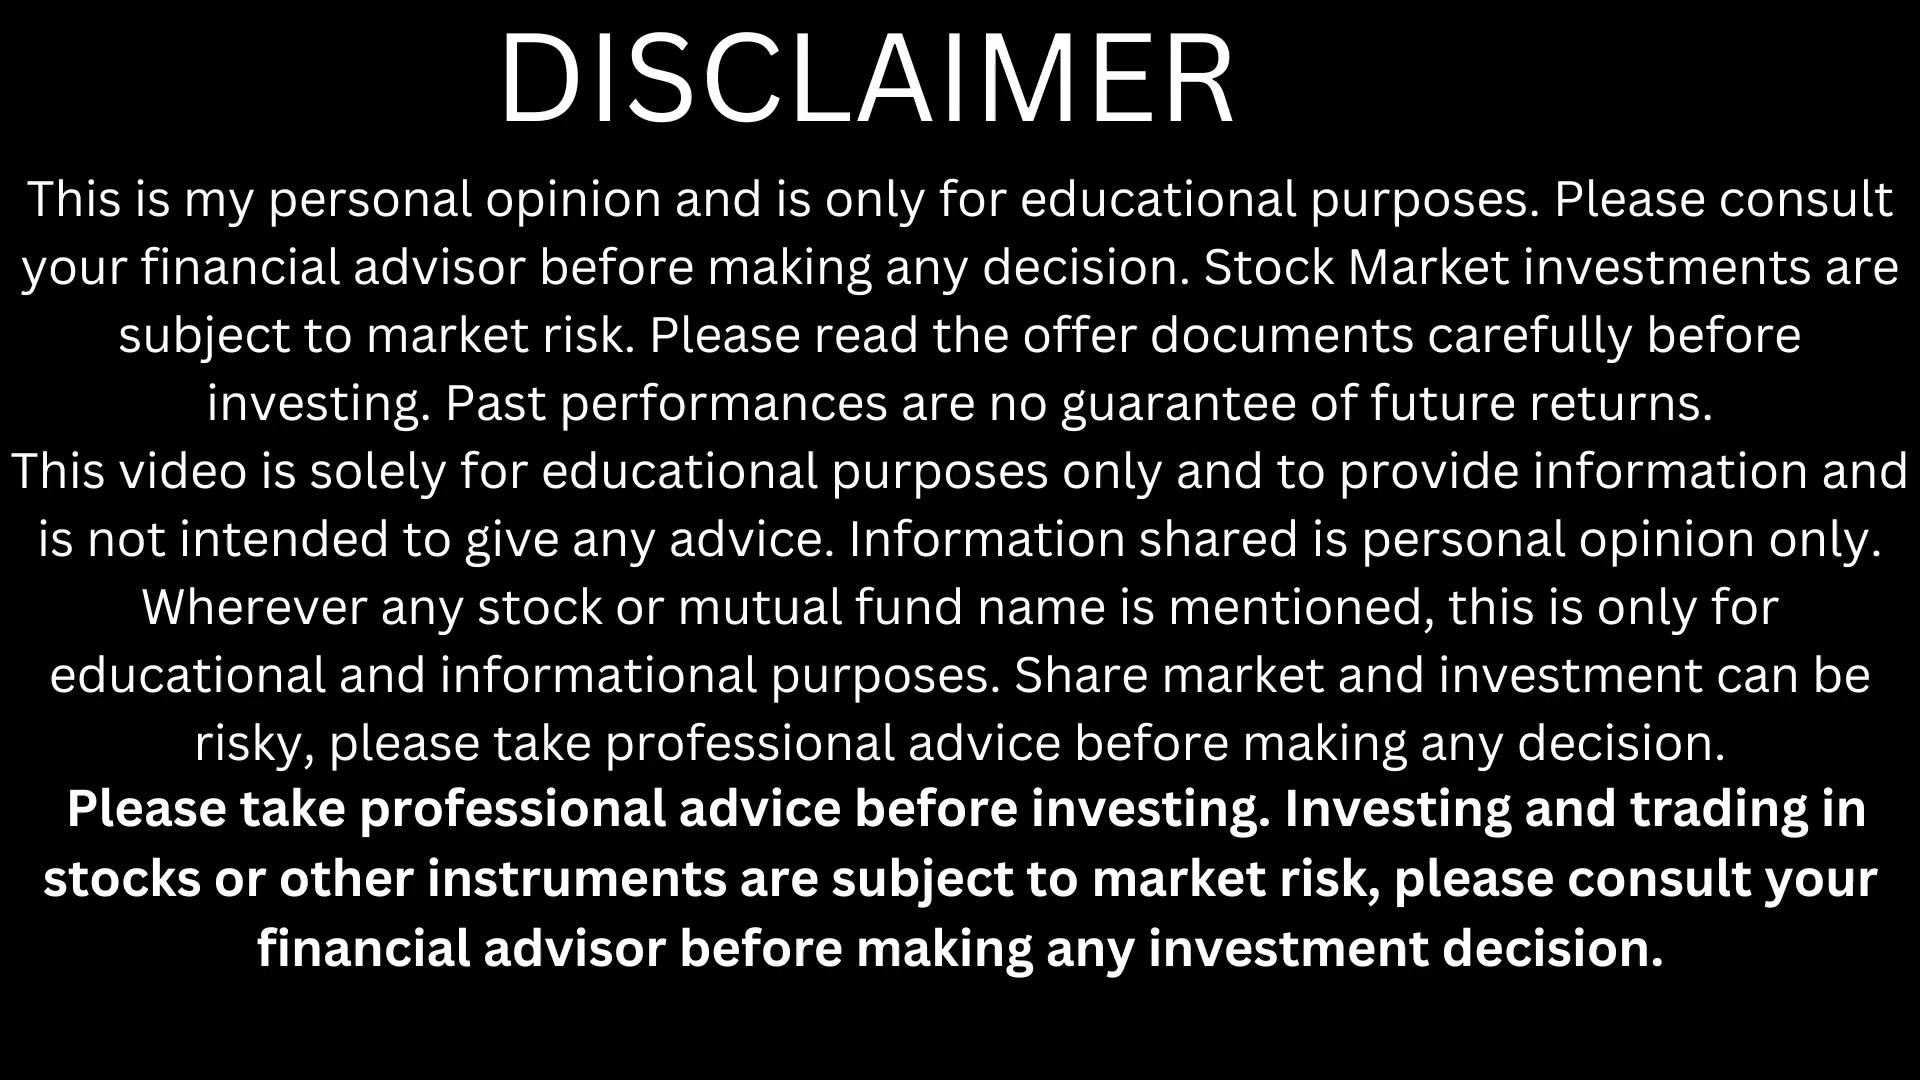 DISCLAIMER
This is my personal opinion and is only for educational purposes. Please consult
your financial advisor before making any decision. Stock Market investments are
subject to market risk. Please read the offer documents carefully before
investing. Past performances are no guarantee of future returns.
This video is solely for educational purposes only and to provide information and
is not intended to give any advice. Information shared is personal opinion only.
Wherever any stock or mutual fund name is mentioned, this is only for
educational and informational purposes. Share market and investment can be
risky, please take professional advice before making any decision.
Please take professional advice before investing. Investing and trading in
stocks or other instruments are subject to market risk, please consult your
financial advisor before making any investment decision.